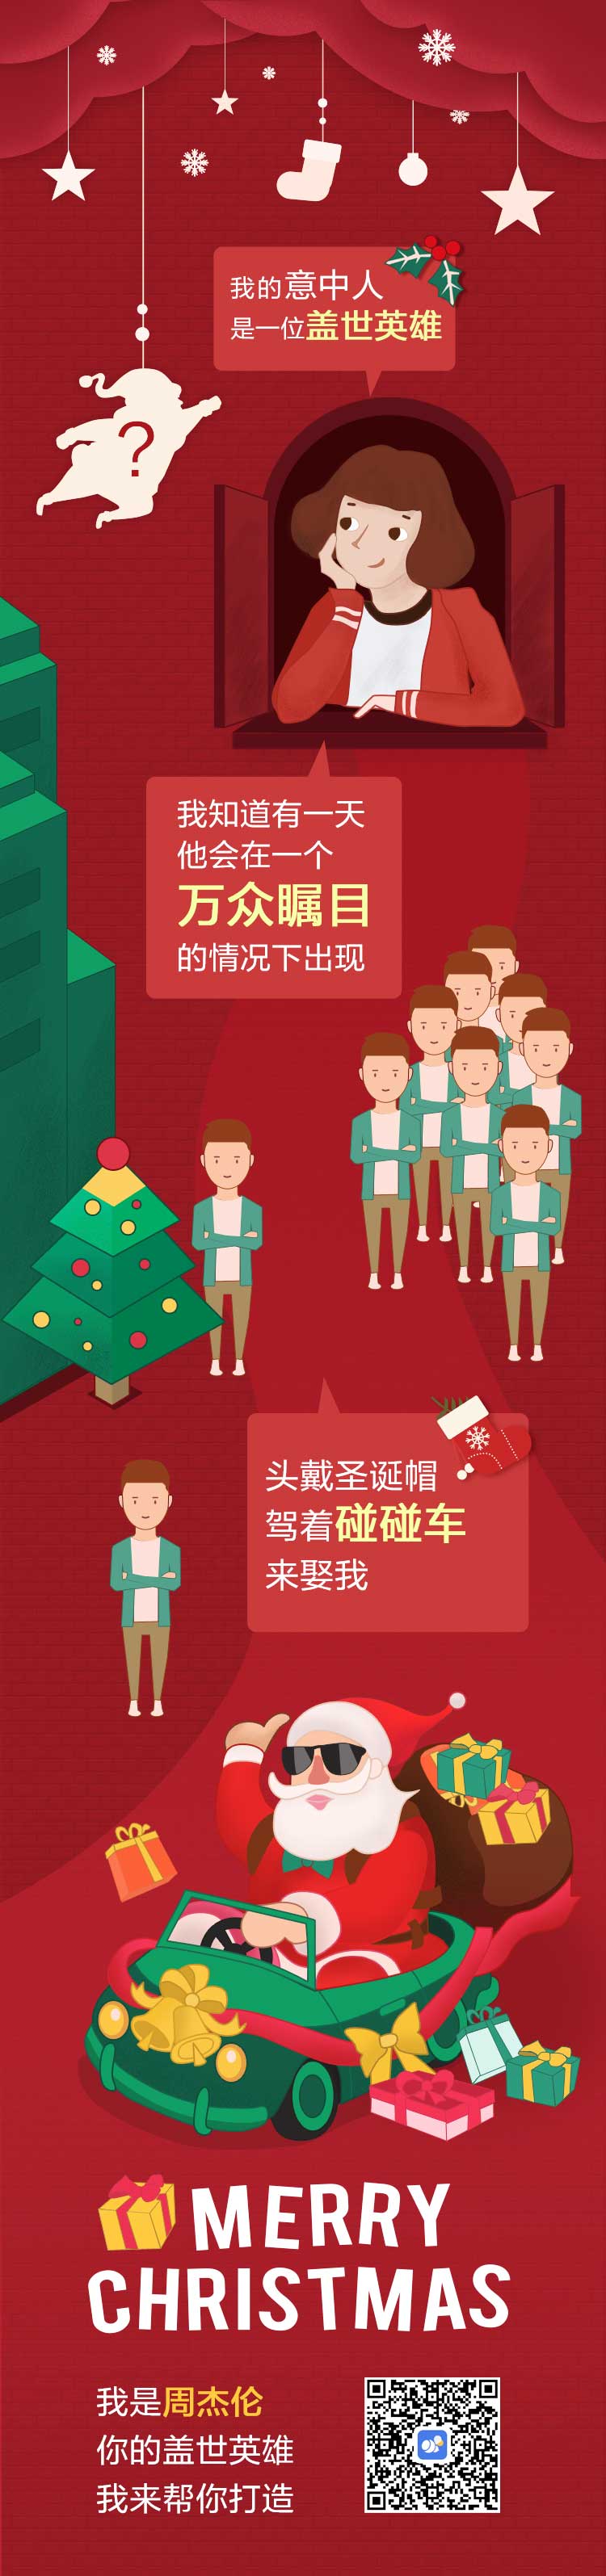 我的意中人
是一位盖世英雄
?
我知道有一天
他会在一个
万众瞩目
的情况下出现
头戴圣诞帽
驾着碰碰车
来娶我
MERRY
CHRISTMAS
我是周杰伦
你的盖世英雄
我来帮你打造